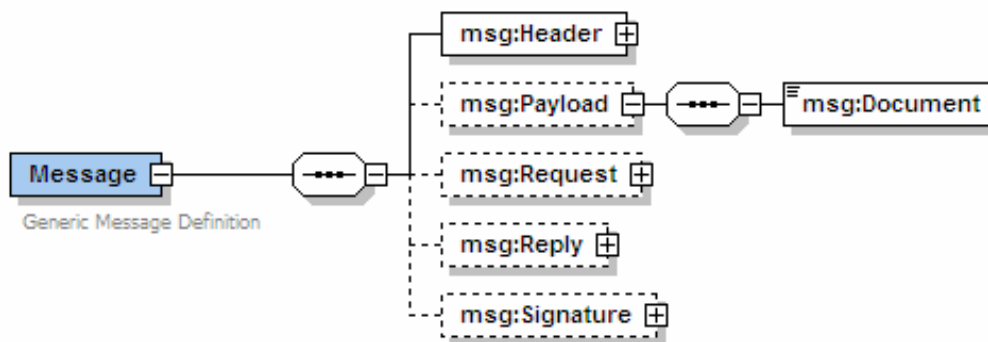 msg:Header
msg:Payload
msg:Document
Message
msg:Request
Generic Message Definition
msg:Reply
msg:Signature